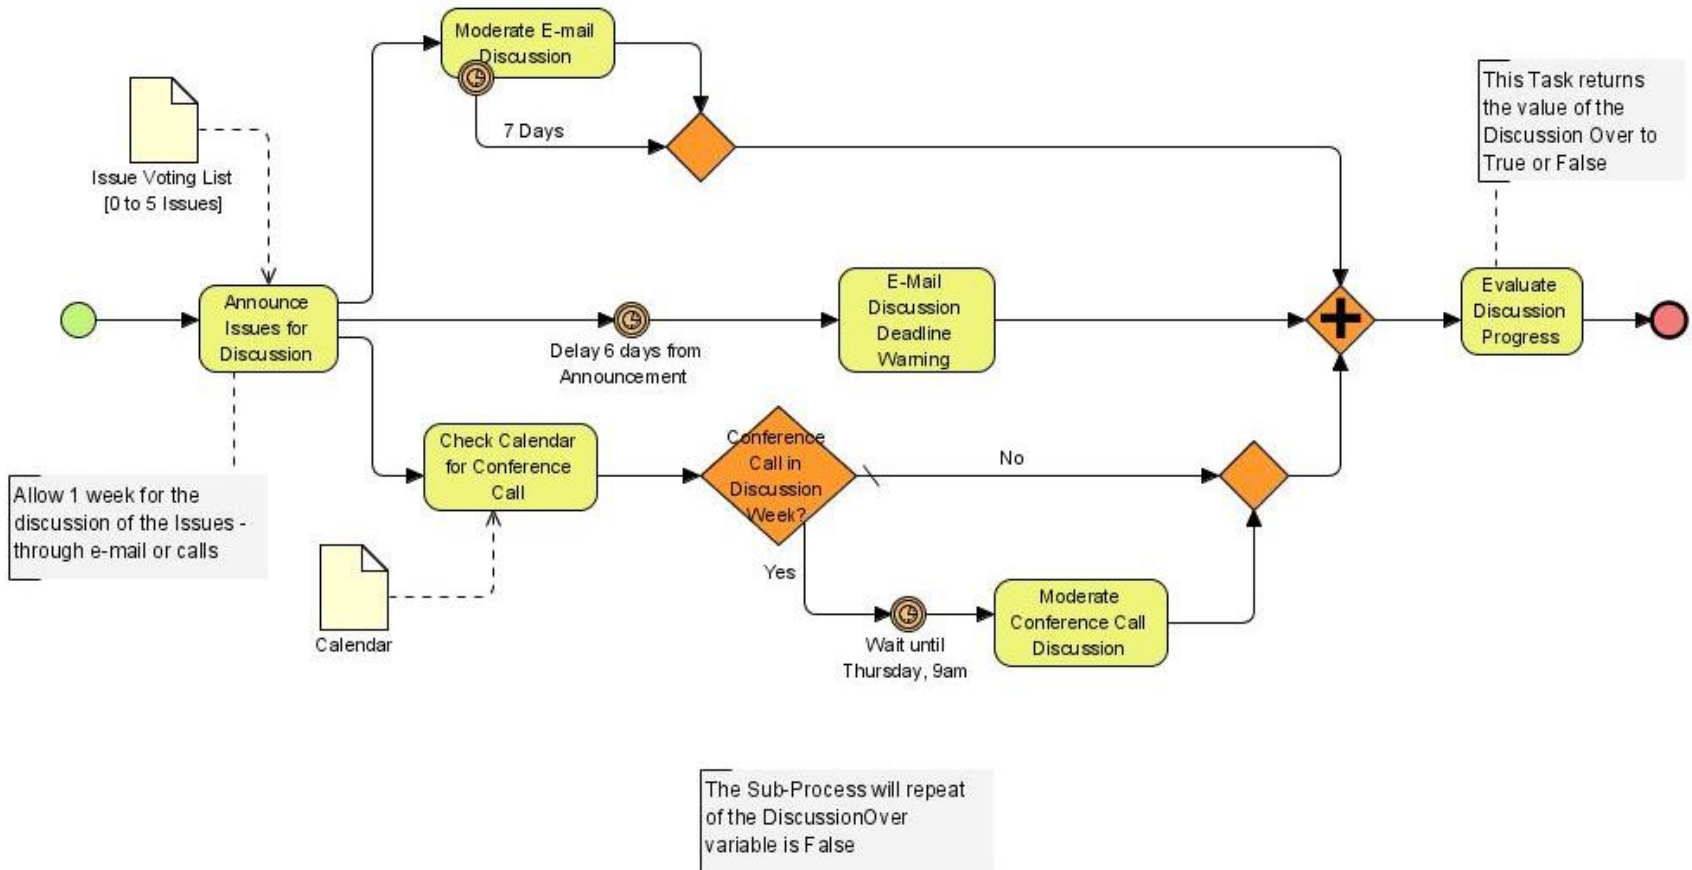 Moderate E-mail
Discussion
7 Days
This Task returns
the value of the
Discussion Over to
True or False
Issue Voting List
[0 to 5 Issues]
Announce
Issues for
Discussion
Delay 6 days from
Announcement
E-Mail
Discussion
Deadline
Warning
Evaluate
Discussion
Progress
Check Calendar
for Conference
Call
Conference
Call in
Discussion
Week?
No
Yes
Allow 1 week for the
discussion of the Issues -
through e-mail or calls
Calendar
Wait until
Thursday, 9am
Moderate
Conference Call
Discussion
The Sub-Process will repeat
of the DiscussionOver
variable is False